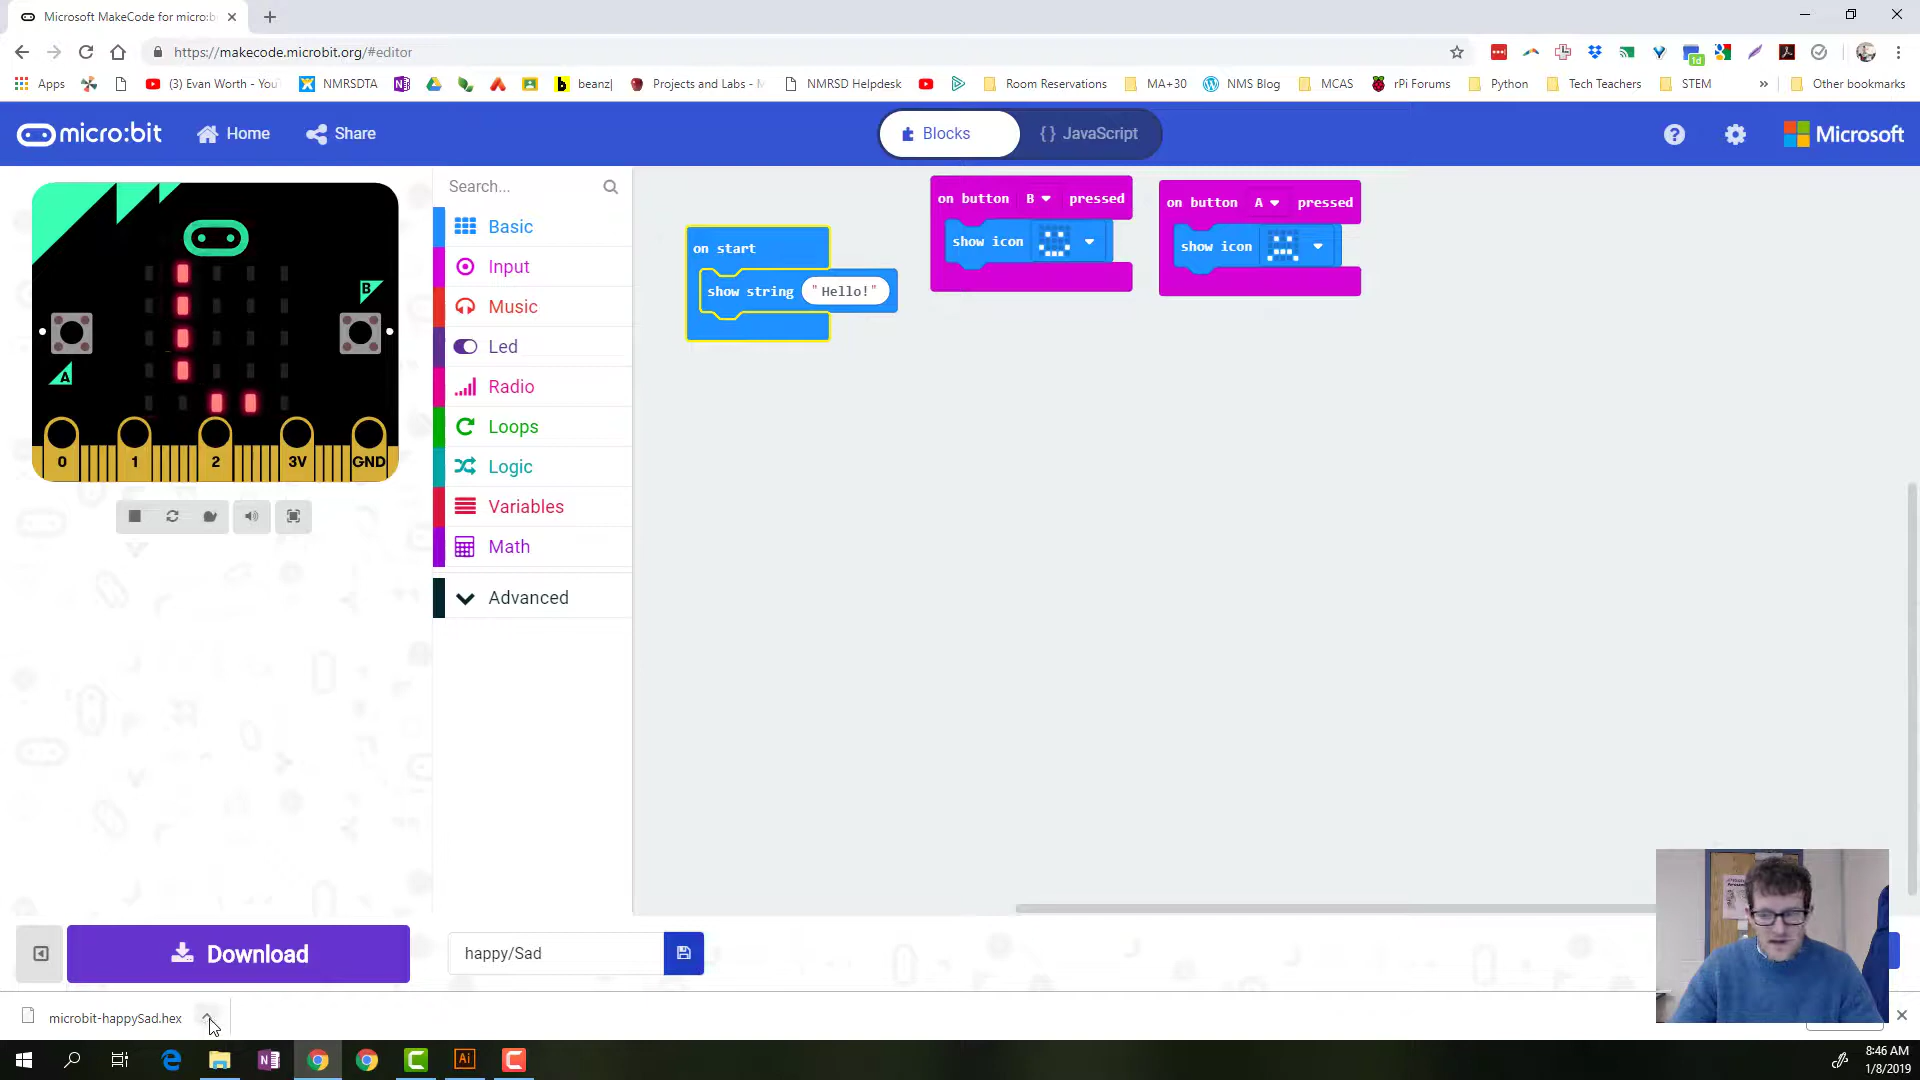 Microsoft MakeCode for micro:b
https://makecode.microbit.org/#editor
Apps
(3) Evan Worth - You
NMRSDTA
beanz|
Projects and Labs - M
NMRSD Helpdesk
Room Reservations
MA+30
NMS Blog
MCAS
rPi Forums
Python
Tech Teachers
STEM
»
Other bookmarks
1d
micro:bit
Home
Share
Blocks
{} JavaScript
?
Microsoft
Search...
Basic
Input
Music
Led
Radio
Loops
Logic
Variables
Math
Advanced
on start
show string "Hello!"
on button B pressed
show icon
on button A pressed
show icon
A
B
0 1 2 3V GND
Download
happy/Sad
microbit-happySad.hex
8:46 AM
1/8/2019